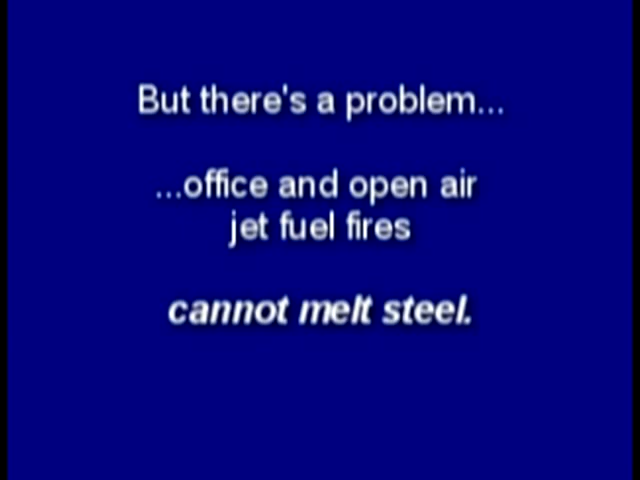 But there's a problem...
...office and open air
jet fuel fires
cannot melt steel.